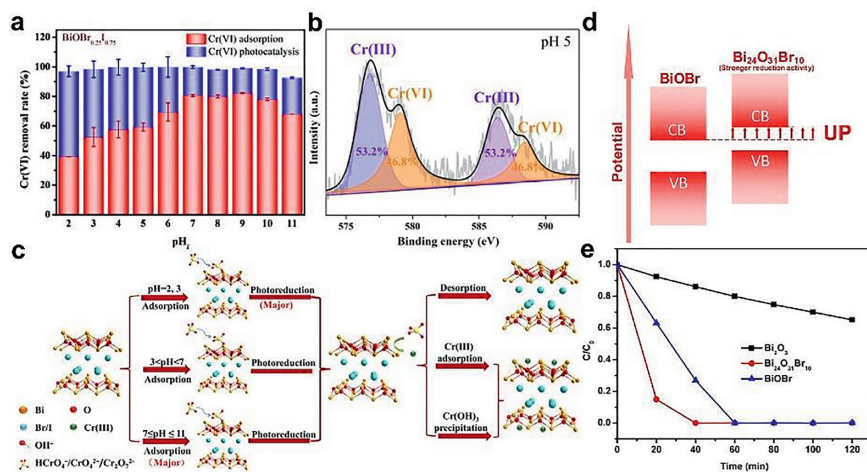 a
BiOBr0.25I0.75
Cr(VI) adsorption
Cr(VI) photocatalysis
Cr(VI) removal rate (%)
120
100
80
60
40
20
0
2 3 4 5 6 7 8 9 10 11
pHi
b
pH 5
Cr(III)
Cr(VI)
Cr(III)
Cr(VI)
53.2%
46.8%
53.2%
46.8%
Intensity (a.u.)
575 580 585 590
Binding energy (eV)
d
BiOBr
Bi24O31Br10
(Stronger reduction activity)
CB
CB
UP
VB
VB
Potential
c
pH=2, 3
Adsorption
Photoreduction
(Major)
3<pH<7
Adsorption
Photoreduction
7≤pH ≤ 11
Adsorption
(Major)
Photoreduction
Desorption
Cr(III)
adsorption
Cr(OH)3
precipitation
Bi
O
Br/I
Cr(III)
OH-
HCrO4-/CrO42-/Cr2O72-
e
C/C0
1.0
0.8
0.6
0.4
0.2
0.0
Bi2O3
Bi24O31Br10
BiOBr
0 20 40 60 80 100 120
Time (min)